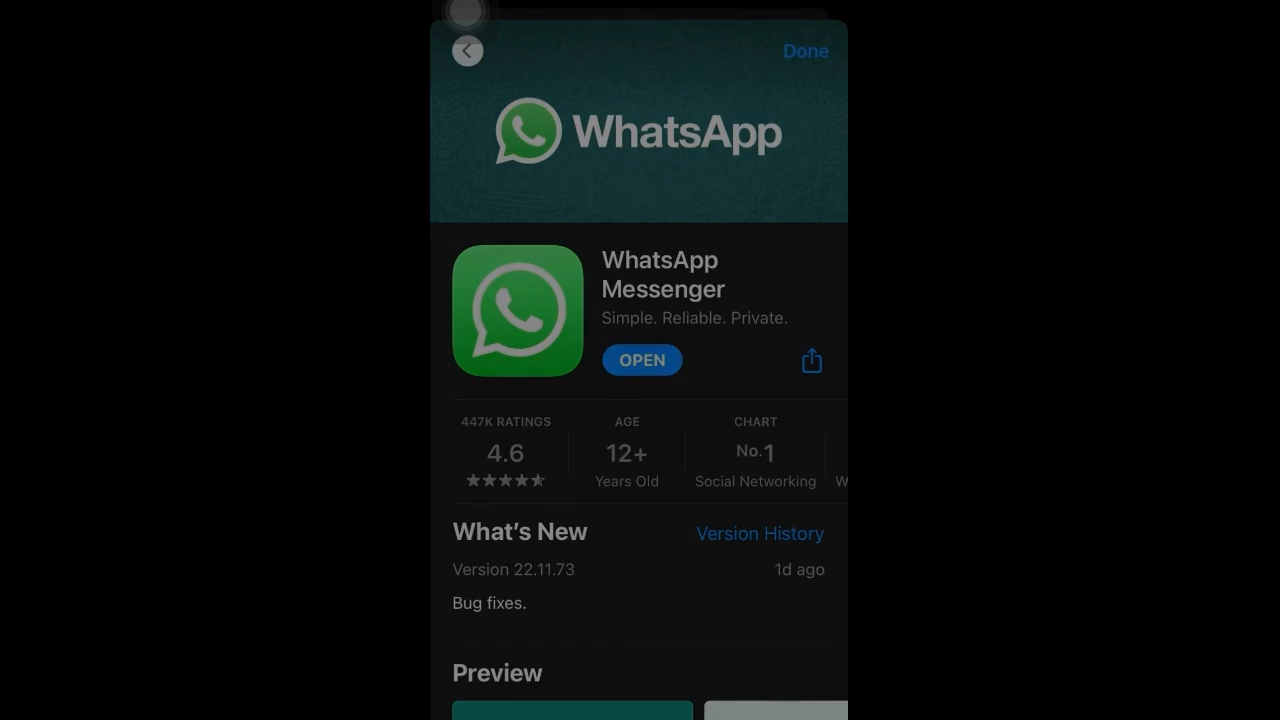 Done
WhatsApp
WhatsApp
Messenger
Simple. Reliable. Private.
OPEN
447K RATINGS AGE CHART
4.6 12+ No.1
Years Old Social Networking W
What's New Version History
Version 22.11.73 1d ago
Bug fixes.
Preview